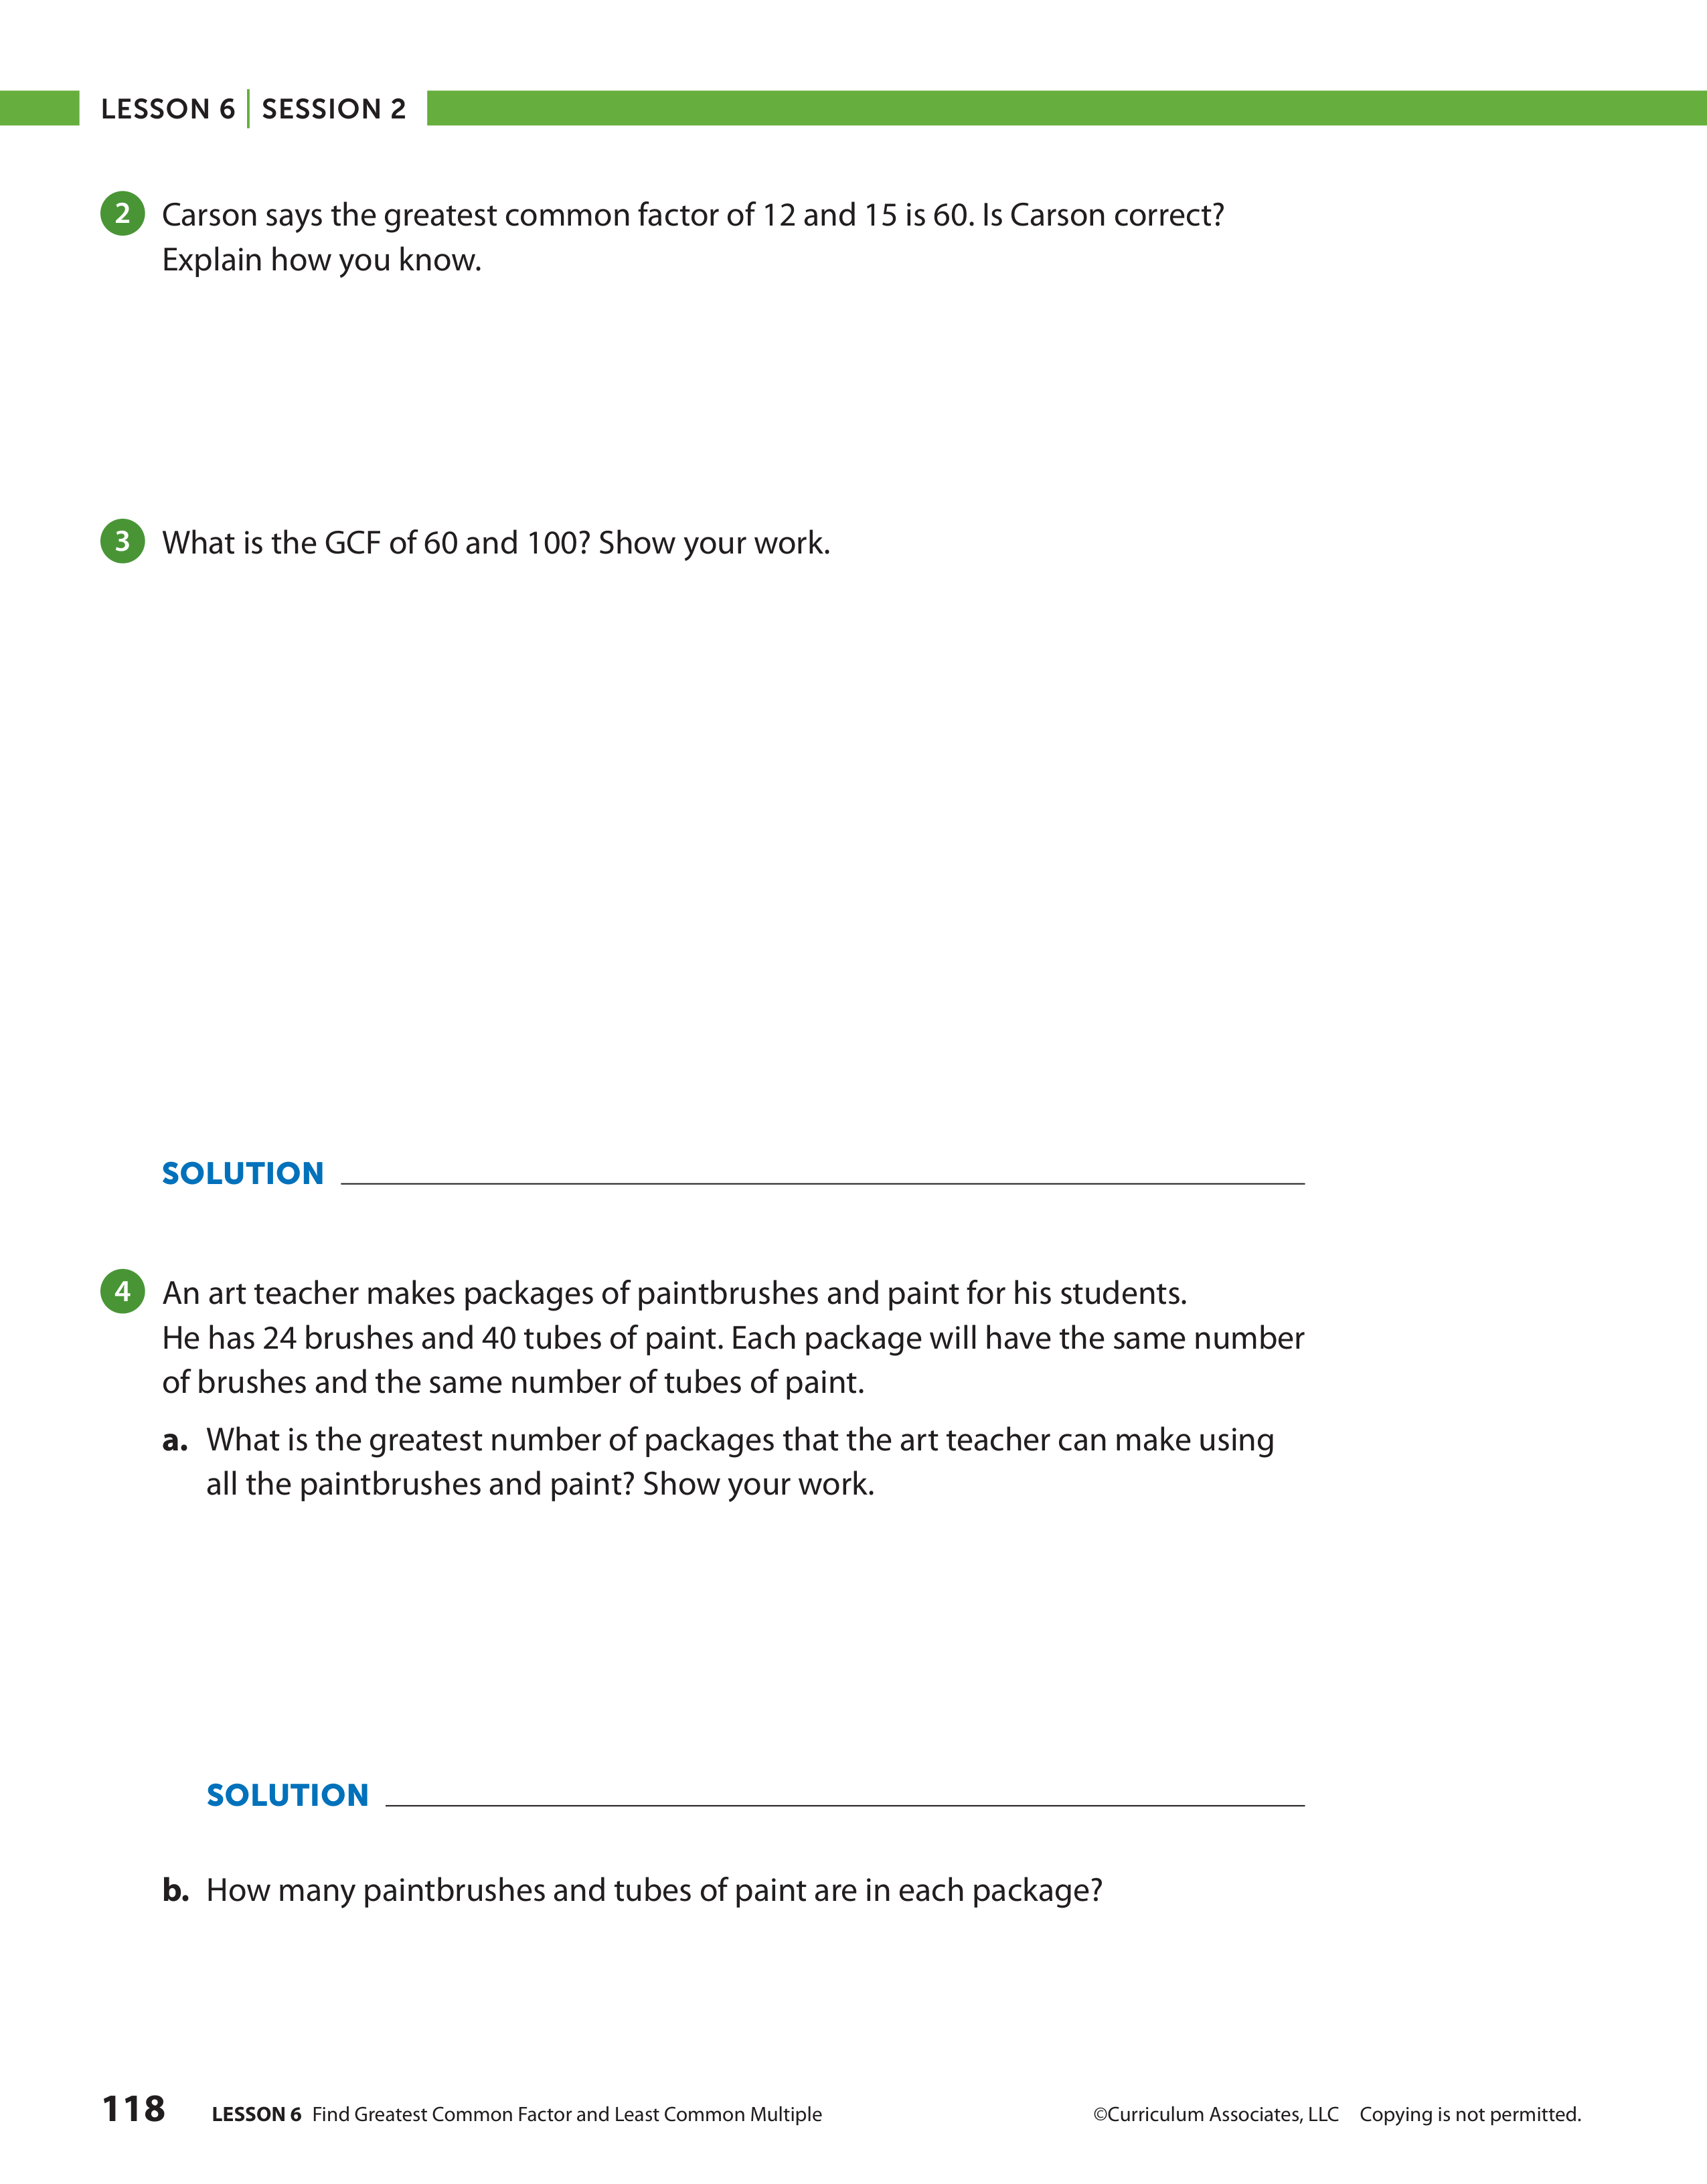 LESSON 6 | SESSION 2
2 Carson says the greatest common factor of 12 and 15 is 60. Is Carson correct?
Explain how you know.
3 What is the GCF of 60 and 100? Show your work.
SOLUTION
4 An art teacher makes packages of paintbrushes and paint for his students.
He has 24 brushes and 40 tubes of paint. Each package will have the same number
of brushes and the same number of tubes of paint.
a. What is the greatest number of packages that the art teacher can make using
all the paintbrushes and paint? Show your work.
SOLUTION
b. How many paintbrushes and tubes of paint are in each package?
118 LESSON 6 Find Greatest Common Factor and Least Common Multiple ©Curriculum Associates, LLC Copying is not permitted.